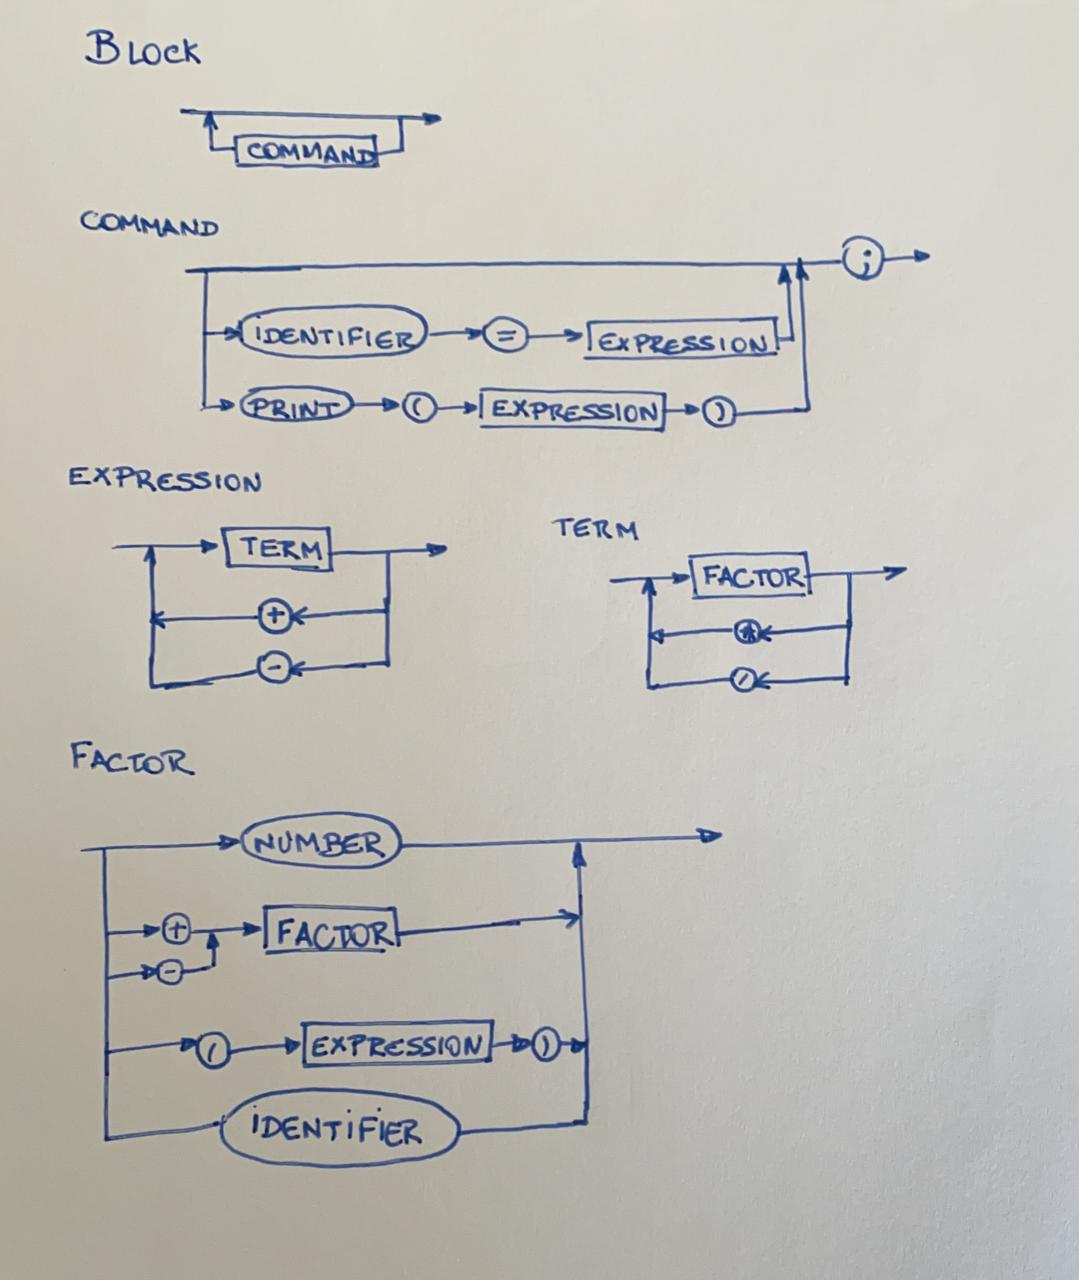 BLOCK
COMMAND
COMMAND
;
IDENTIFIER = EXPRESSION
PRINT ( EXPRESSION )
EXPRESSION
TERM
TERM
FACTOR
+
*
-
/
FACTOR
NUMBER
+ FACTOR
-
( EXPRESSION )
iDENTiFiER